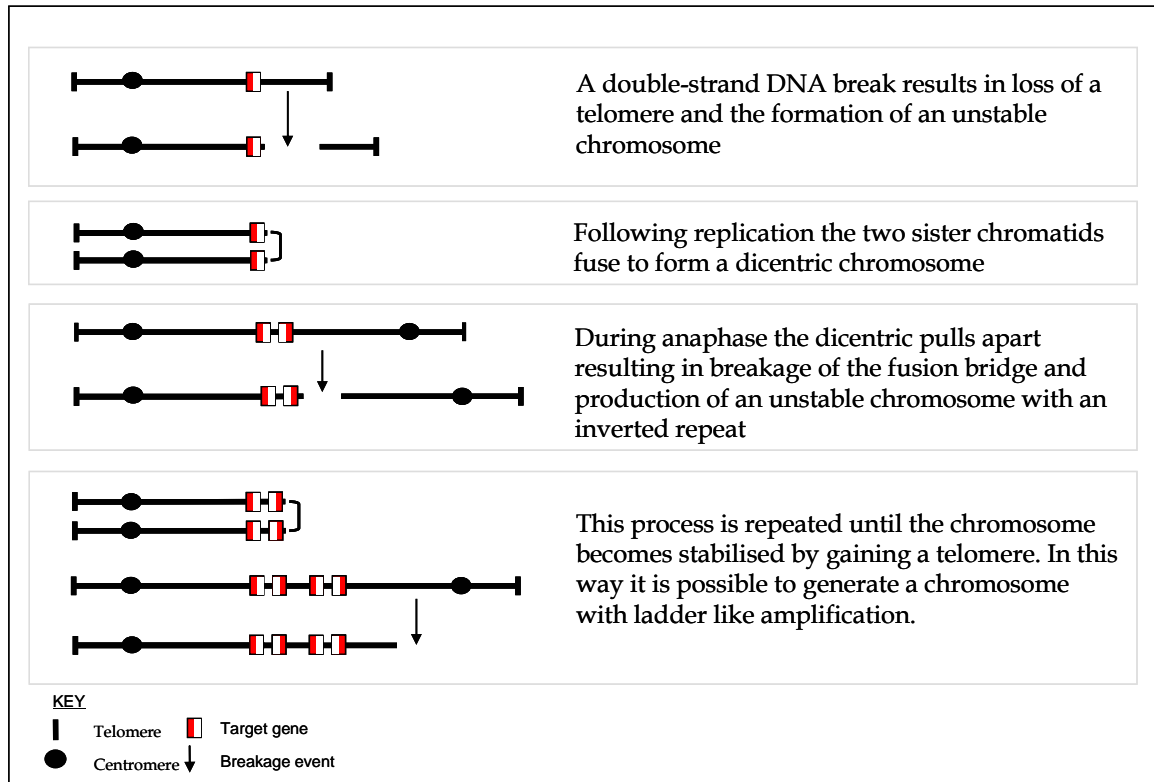 A double-strand DNA break results in loss of a
telomere and the formation of an unstable
chromosome
Following replication the two sister chromatids
fuse to form a dicentric chromosome
During anaphase the dicentric pulls apart
resulting in breakage of the fusion bridge and
production of an unstable chromosome with an
inverted repeat
This process is repeated until the chromosome
becomes stabilised by gaining a telomere. In this
way it is possible to generate a chromosome
with ladder like amplification.
KEY
Telomere Target gene
Centromere Breakage event